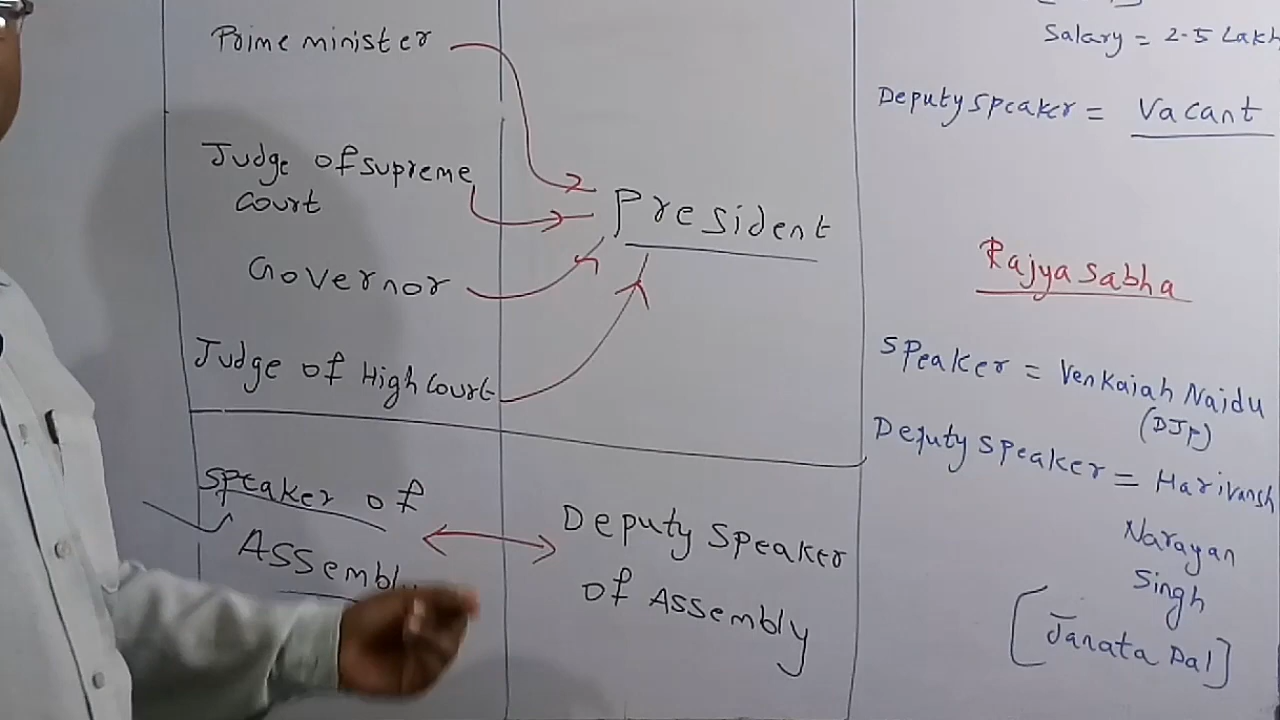 Prime minister
Judge of supreme
court
Governor
Judge of High court
President
Speaker of
Assembly
Deputy Speaker
of Assembly
Salary = 2.5 Lakh
Deputy speaker = Vacant
Rajya Sabha
Speaker = Venkaiah Naidu
(BJP)
Deputy speaker = Harivansh
Narayan
Singh
[Janata Dal]